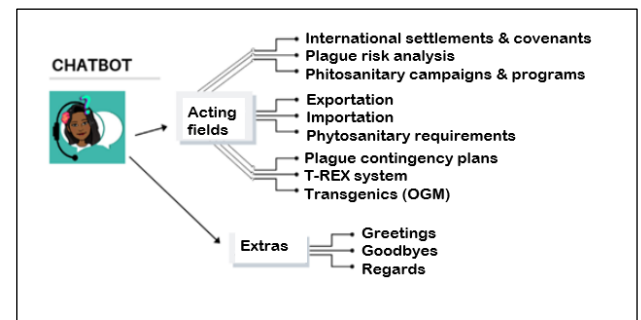 CHATBOT
?
Acting
fields
International settlements & covenants
Plague risk analysis
Phitosanitary campaigns & programs
Exportation
Importation
Phytosanitary requirements
Plague contingency plans
T-REX system
Transgenics (OGM)
Extras
Greetings
Goodbyes
Regards